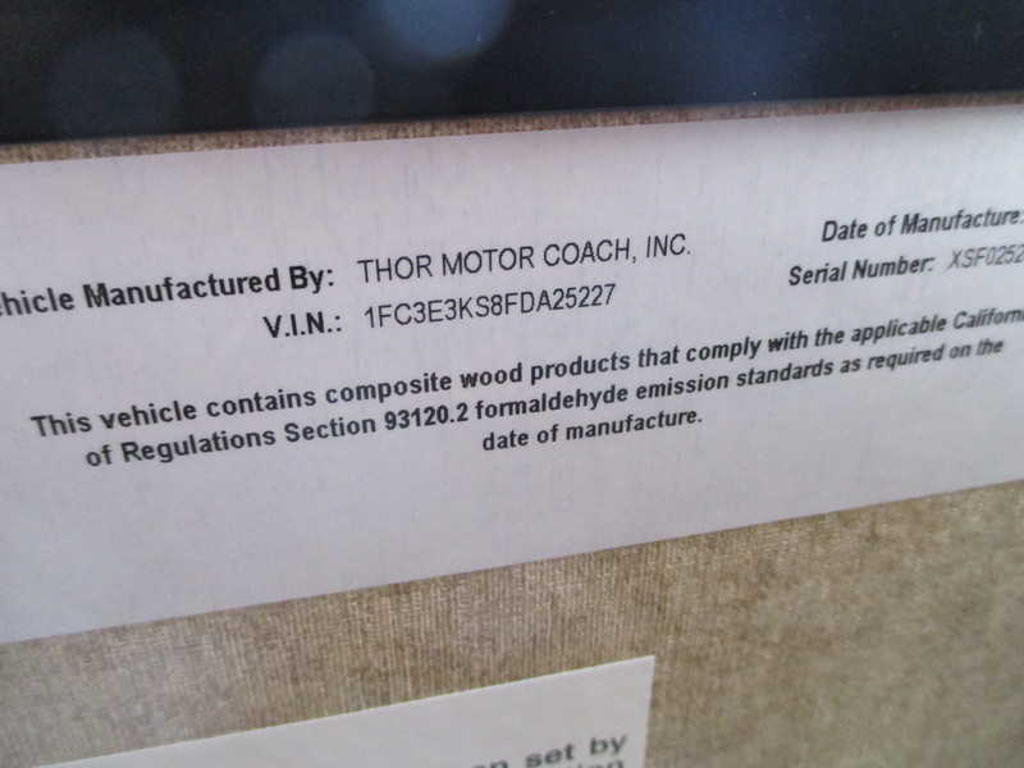 hicle Manufactured By: THOR MOTOR COACH, INC.
V.I.N.: 1FC3E3KS8FDA25227
Date of Manufacture:
Serial Number: XSF0252
This vehicle contains composite wood products that comply with the applicable Californi
of Regulations Section 93120.2 formaldehyde emission standards as required on the
date of manufacture.
set by